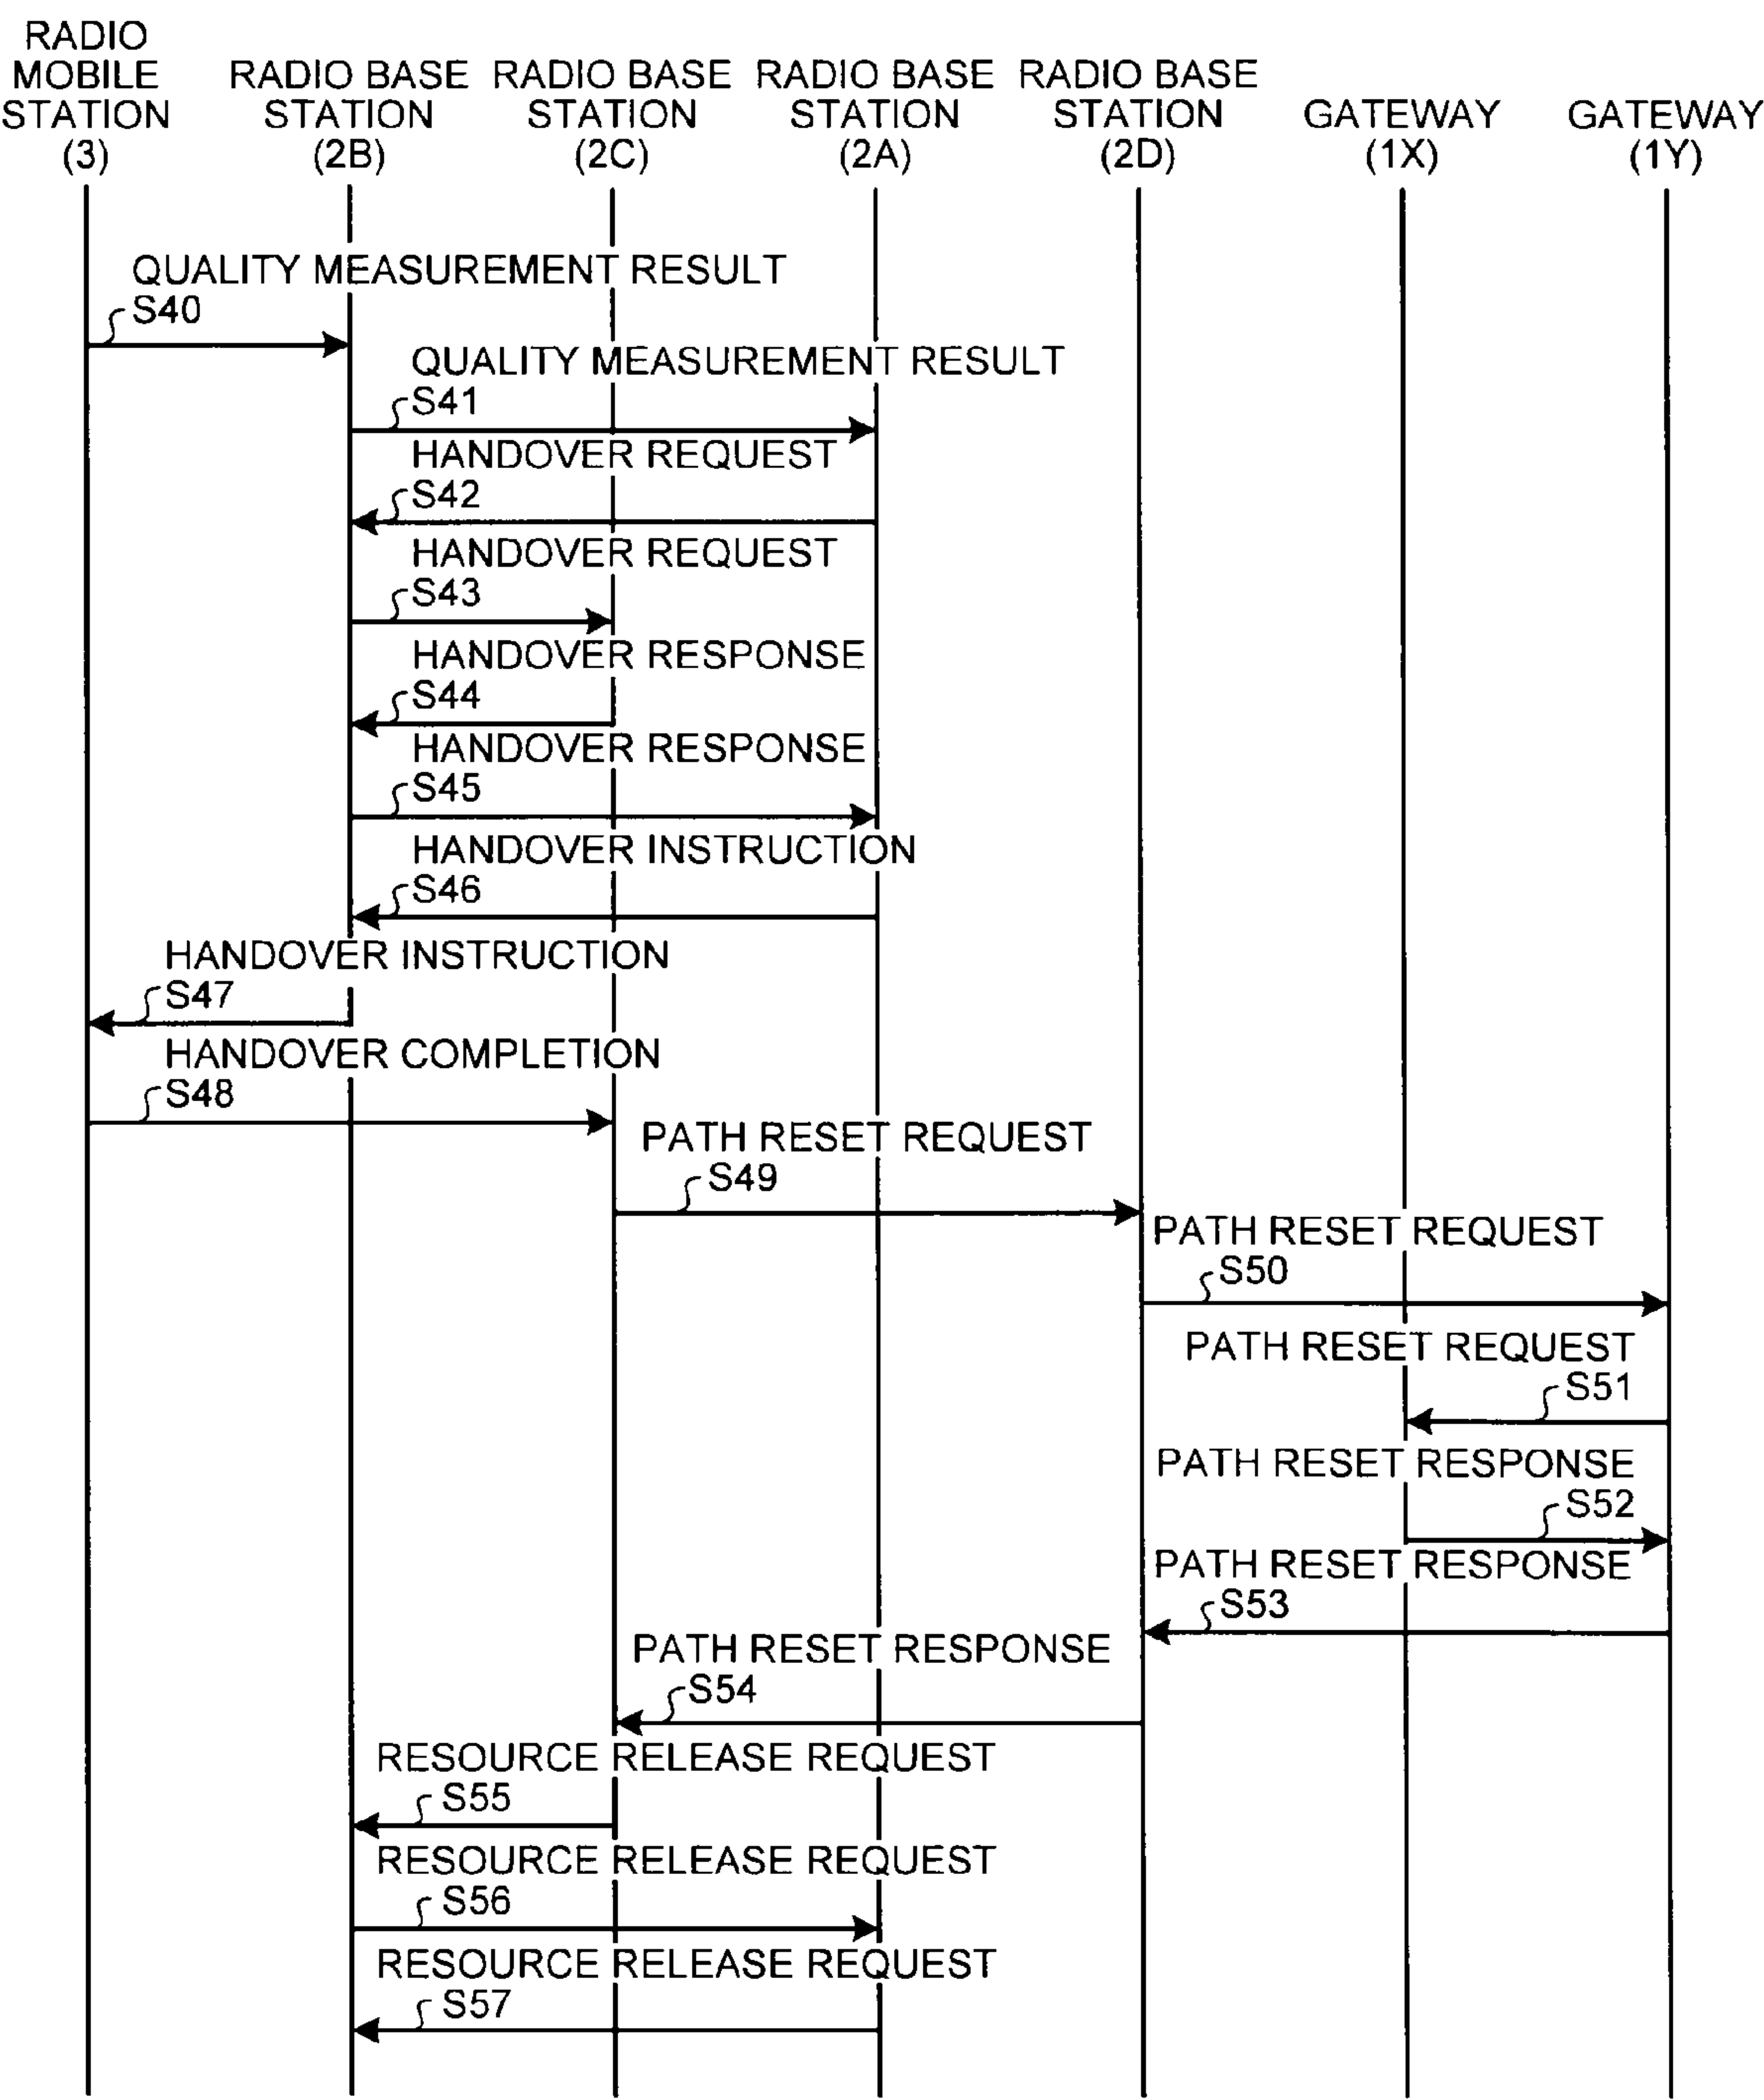 RADIO
MOBILE
STATION
(3)
RADIO BASE
STATION
(2B)
RADIO BASE
STATION
(2C)
RADIO BASE
STATION
(2A)
RADIO BASE
STATION
(2D)
GATEWAY
(1X)
GATEWAY
(1Y)
QUALITY MEASUREMENT RESULT
S40
QUALITY MEASUREMENT RESULT
S41
HANDOVER REQUEST
S42
HANDOVER REQUEST
S43
HANDOVER RESPONSE
S44
HANDOVER RESPONSE
S45
HANDOVER INSTRUCTION
S46
HANDOVER INSTRUCTION
S47
HANDOVER COMPLETION
S48
PATH RESET REQUEST
S49
PATH RESET REQUEST
S50
PATH RESET REQUEST
S51
PATH RESET RESPONSE
S52
PATH RESET RESPONSE
S53
PATH RESET RESPONSE
S54
RESOURCE RELEASE REQUEST
S55
RESOURCE RELEASE REQUEST
S56
RESOURCE RELEASE REQUEST
S57